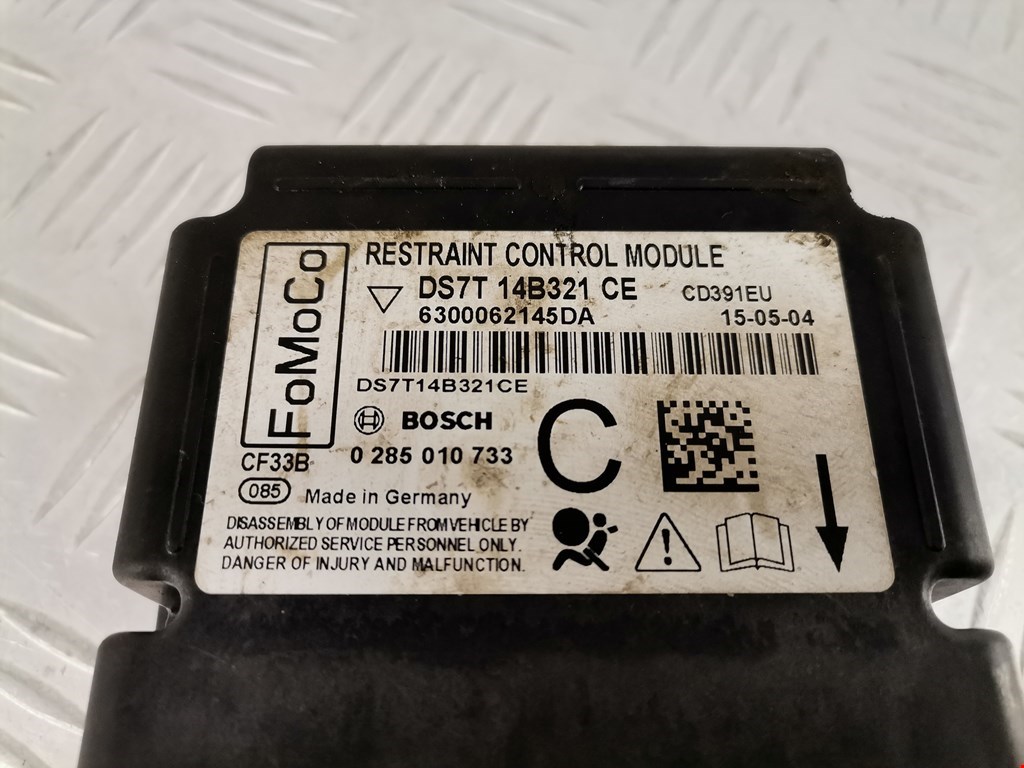 FoMoCo
RESTRAINT CONTROL MODULE
DS7T 14B321 CE CD391EU
6300062145DA 15-05-04
DS7T14B321CE
BOSCH
C
CF33B 0 285 010 733
085 Made in Germany
DISASSEMBLY OF MODULE FROM VEHICLE BY
AUTHORIZED SERVICE PERSONNEL ONLY.
DANGER OF INJURY AND MALFUNCTION.